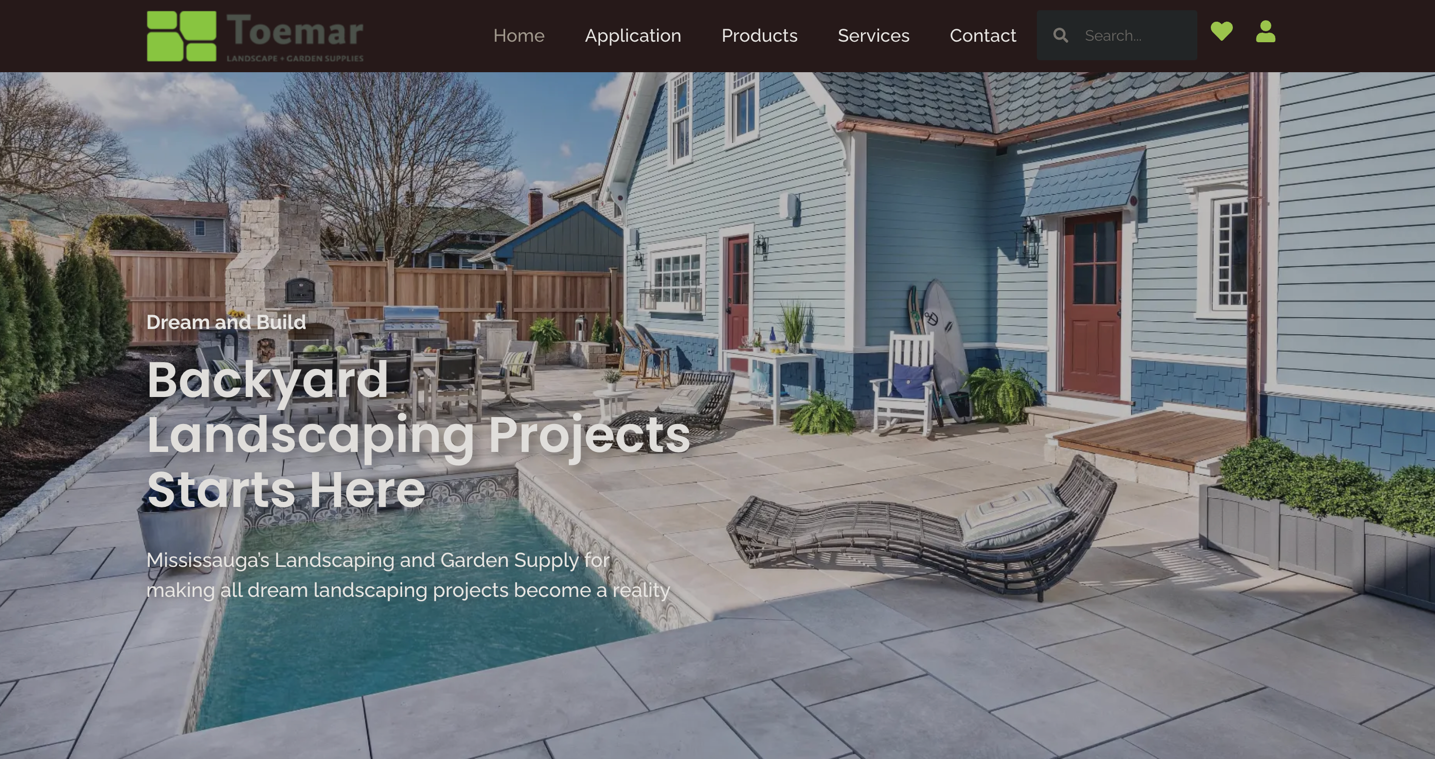 Toemar
LANDSCAPE + GARDEN SUPPLIES
Home
Application
Products
Services
Contact
Search...
Dream and Build
Backyard
Landscaping Projects
Starts Here
Mississauga's Landscaping and Garden Supply for
making all dream landscaping projects become a reality